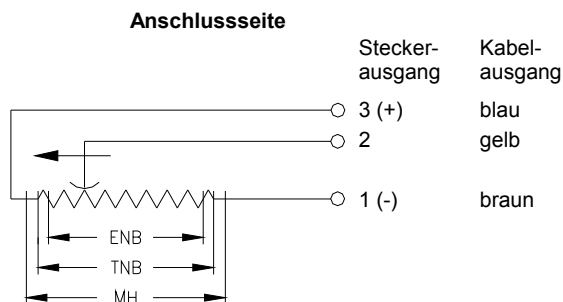 Anschlussseite
Stecker- Kabel-
ausgang ausgang
3 (+) blau
2 gelb
1 (-) braun
ENB
TNB
MH